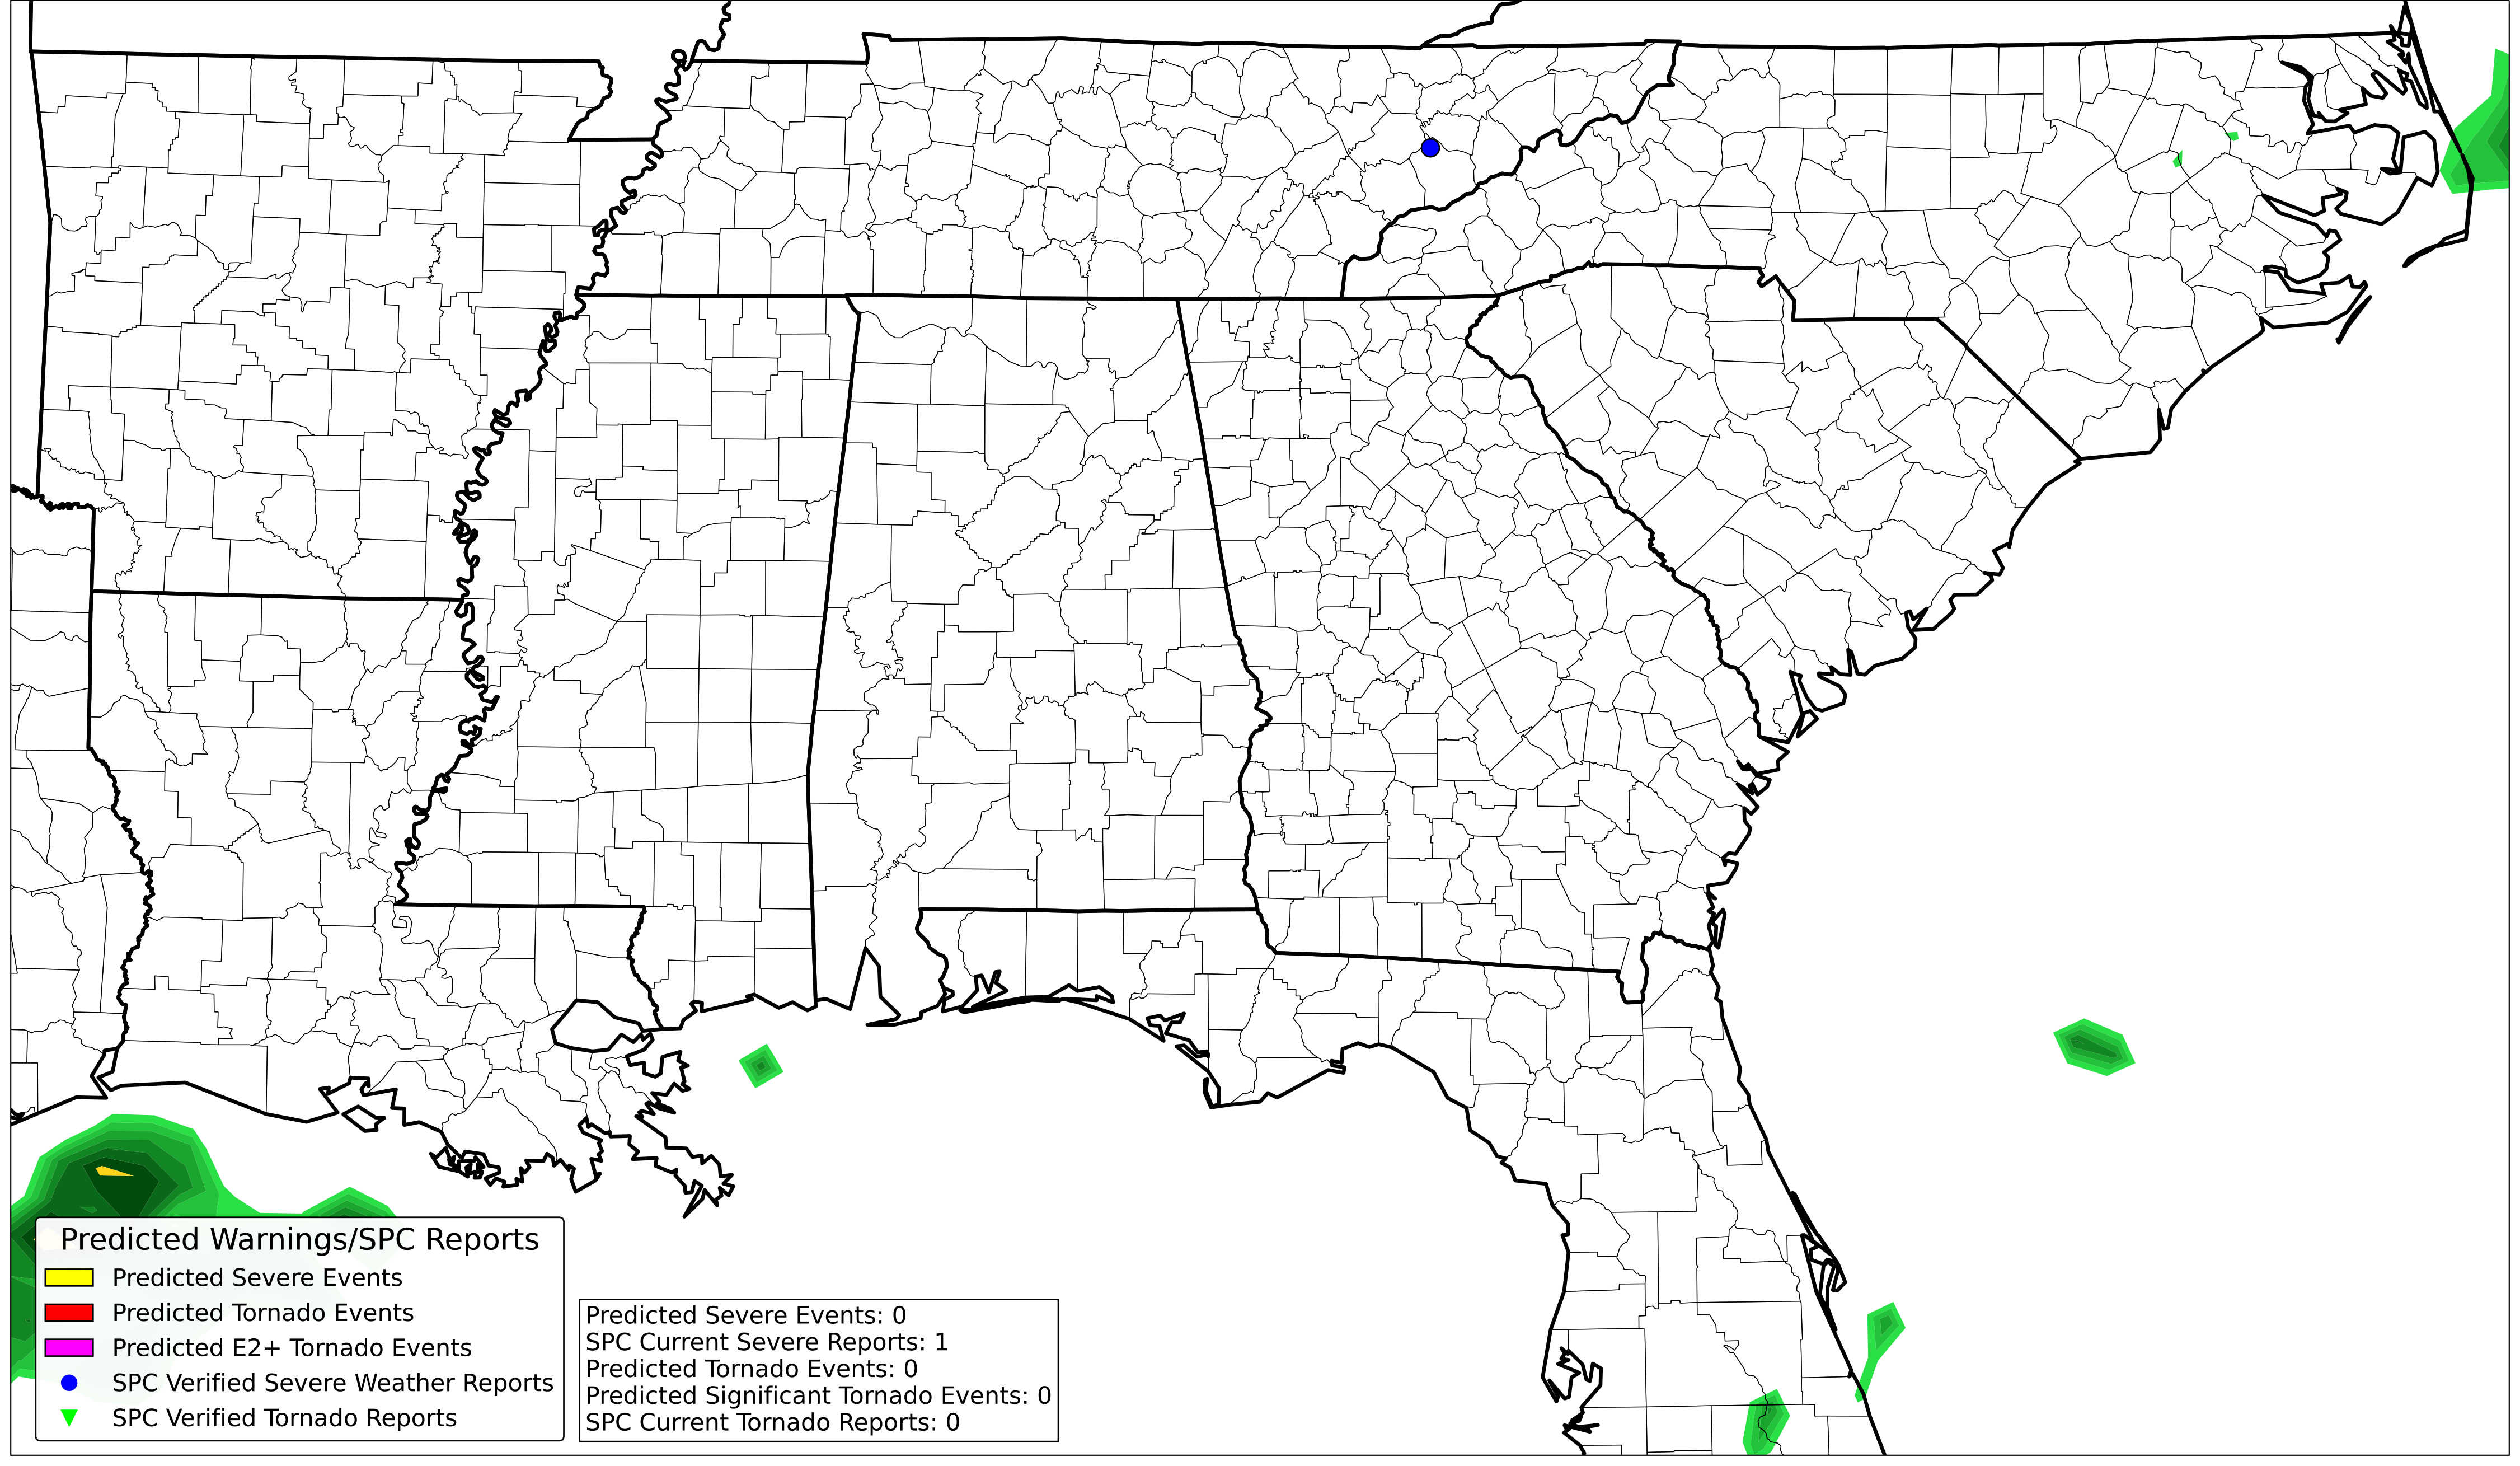 Predicted Warnings/SPC Reports
Predicted Severe Events
Predicted Tornado Events
Predicted E2+ Tornado Events
SPC Verified Severe Weather Reports
SPC Verified Tornado Reports
Predicted Severe Events: 0
SPC Current Severe Reports: 1
Predicted Tornado Events: 0
Predicted Significant Tornado Events: 0
SPC Current Tornado Reports: 0